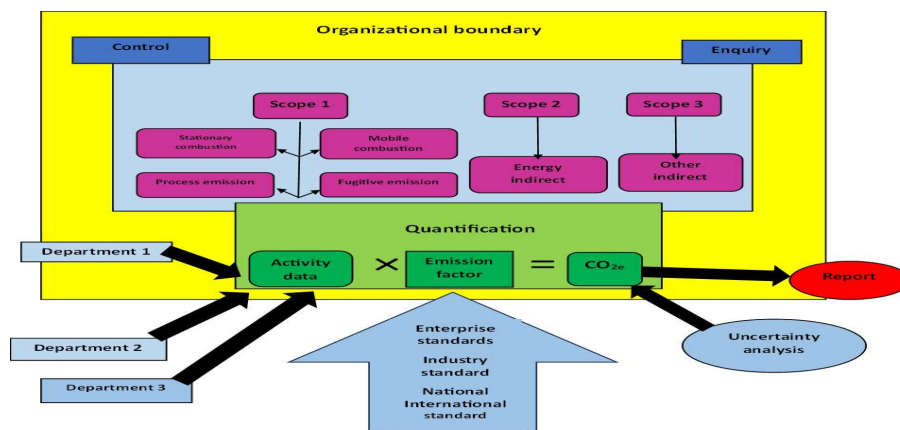 Organizational boundary
Control
Enquiry
Scope 1
Scope 2
Scope 3
Stationary
combustion
Mobile
combustion
Process emission
Fugitive emission
Energy
indirect
Other
indirect
Quantification
Department 1
Activity
data
×
Emission
factor
=
CO2e
Report
Department 2
Department 3
Enterprise
standards
Industry
standard
National
International
standard
Uncertainty
analysis